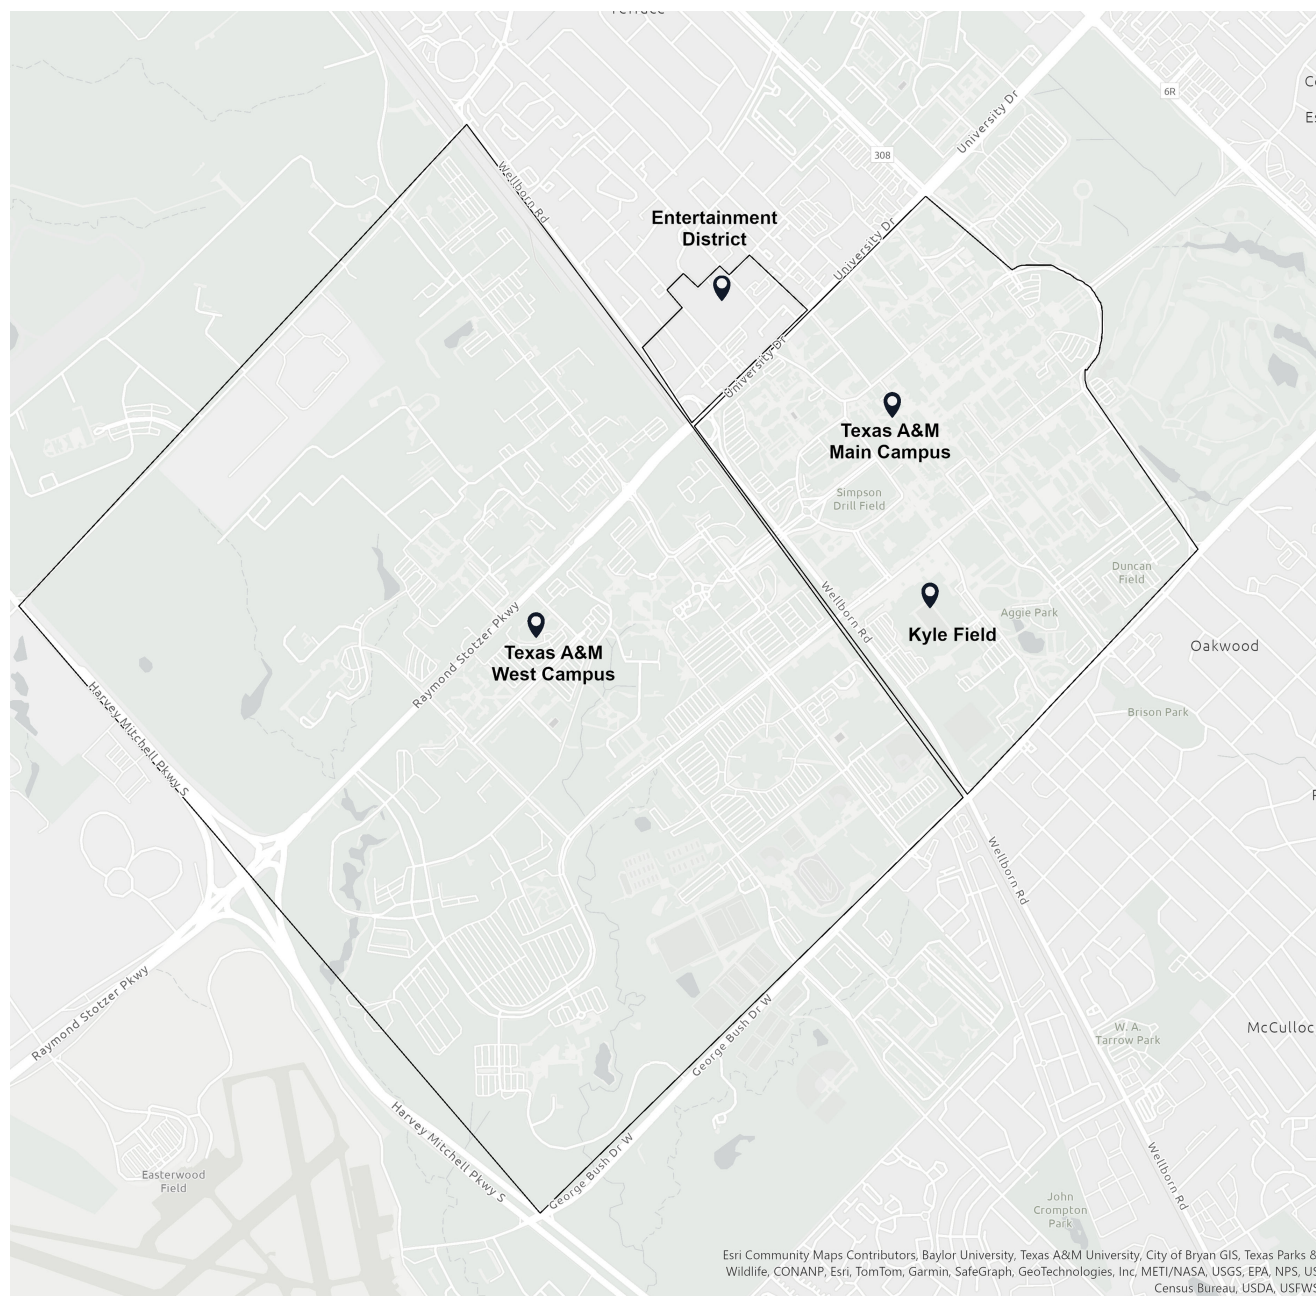 6R
University Dr
308
Wellborn Rd
Entertainment
District
University Dr
University Dr
Texas A&M
Main Campus
Simpson
Drill Field
Duncan
Field
Wellborn Rd
Kyle Field
Aggie Park
Raymond Stotzer Pkwy
Texas A&M
West Campus
Oakwood
Brison Park
Harvey Mitchell Pkwy S
Wellborn Rd
Raymond Stotzer Pkwy
George Bush Dr W
W. A.
Tarrow Park
McCulloc
Harvey Mitchell Pkwy S
George Bush Dr W
Easterwood
Field
Wellborn Rd
John
Crompton
Park
Esri Community Maps Contributors, Baylor University, Texas A&M University, City of Bryan GIS, Texas Parks &
Wildlife, CONANP, Esri, TomTom, Garmin, SafeGraph, GeoTechnologies, Inc, METI/NASA, USGS, EPA, NPS, US
Census Bureau, USDA, USFWS